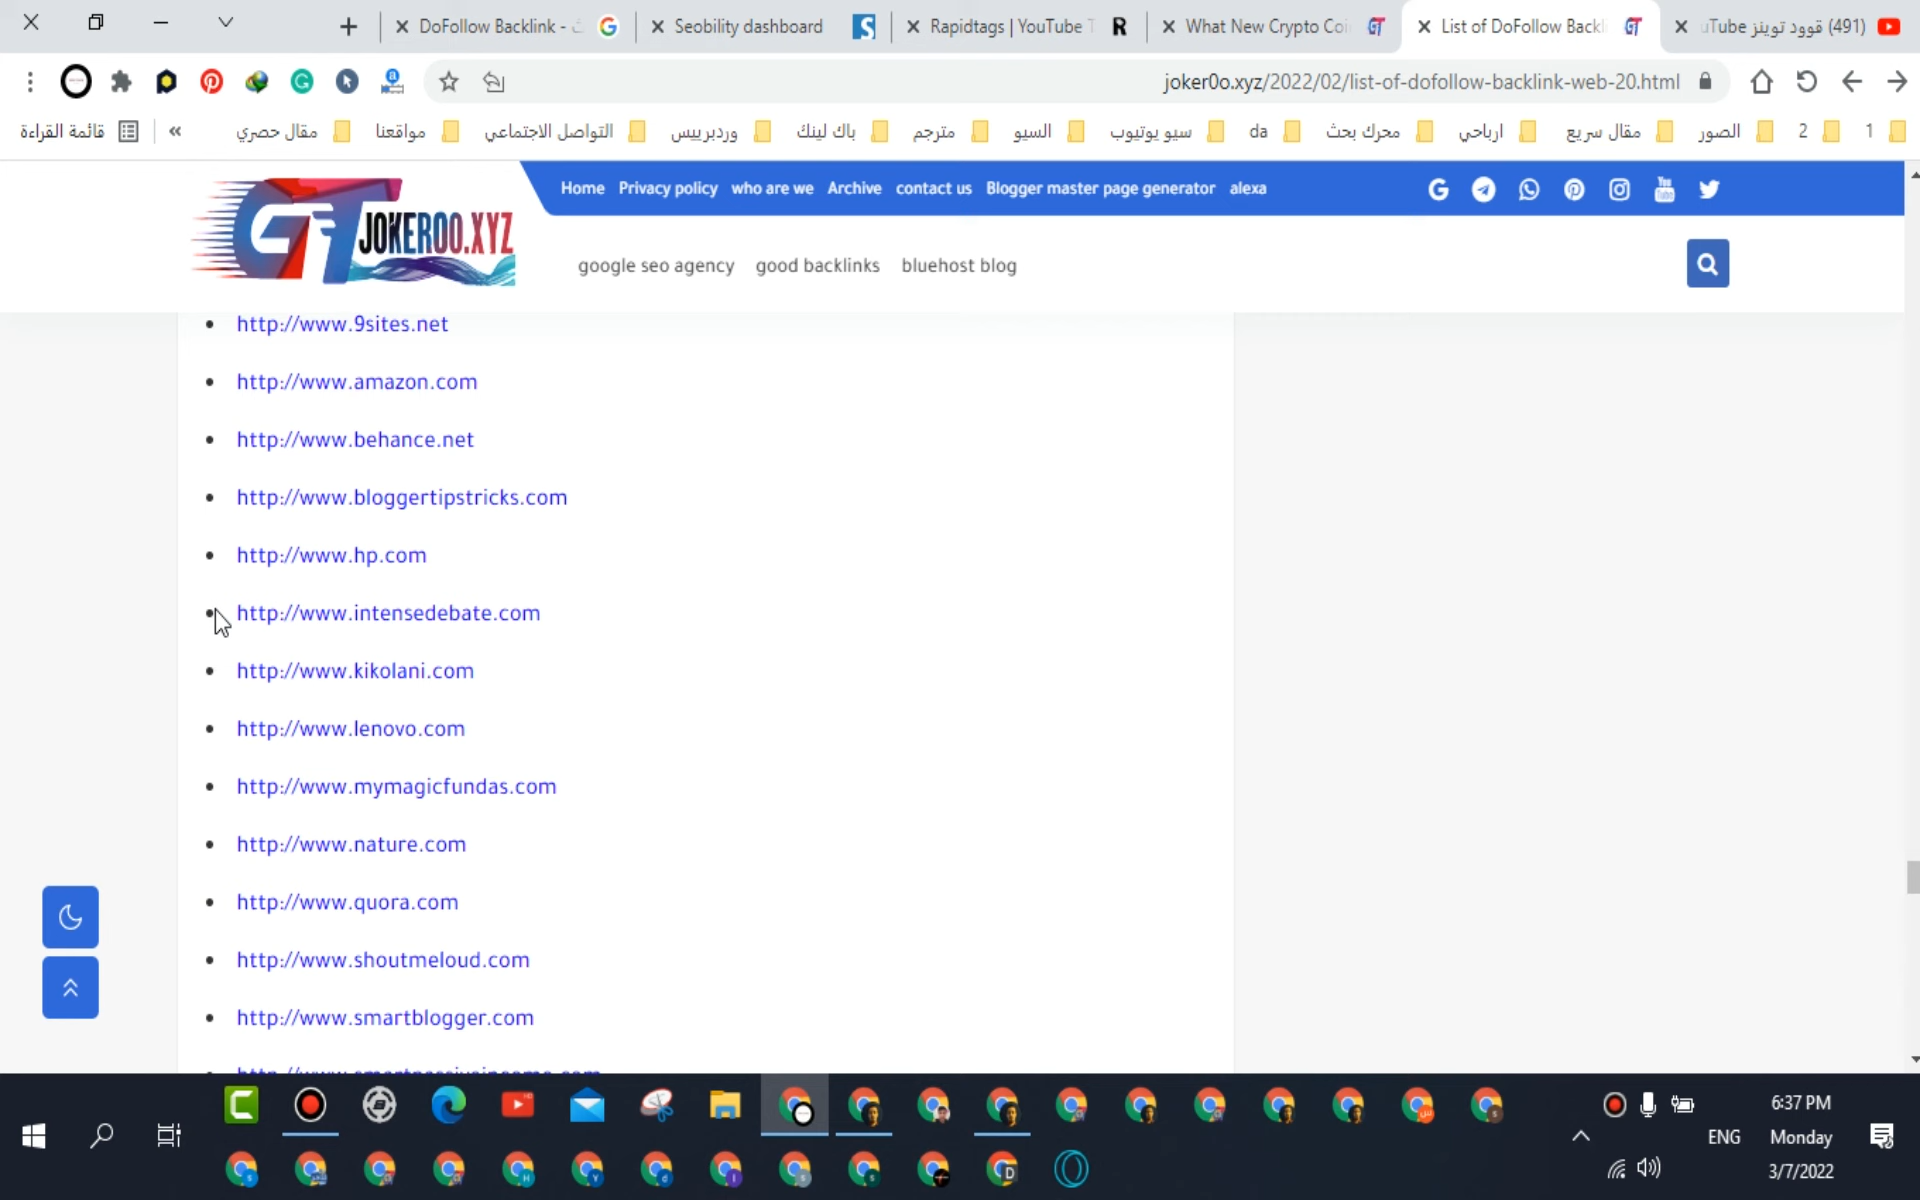 DoFollow Backlink -
Seobility dashboard
Rapidtags | YouTube T
What New Crypto Coi
List of DoFollow Backl
(491) قوود توينز uTube
joker0o.xyz/2022/02/list-of-dofollow-backlink-web-20.html
قائمة القراءة
»
مقال حصري
مواقعنا
التواصل الاجتماعي
وردبرييس
باك لينك
مترجم
السيو
سيو يوتيوب
da
محرك بحث
ارباحي
مقال سريع
الصور
2
1
Home Privacy policy who are we Archive contact us Blogger master page generator alexa
GT JOKEROO.XYZ
google seo agency good backlinks bluehost blog
http://www.9sites.net
http://www.amazon.com
http://www.behance.net
http://www.bloggertipstricks.com
http://www.hp.com
http://www.intensedebate.com
http://www.kikolani.com
http://www.lenovo.com
http://www.mymagicfundas.com
http://www.nature.com
http://www.quora.com
http://www.shoutmeloud.com
http://www.smartblogger.com
6:37 PM
ENG Monday
3/7/2022